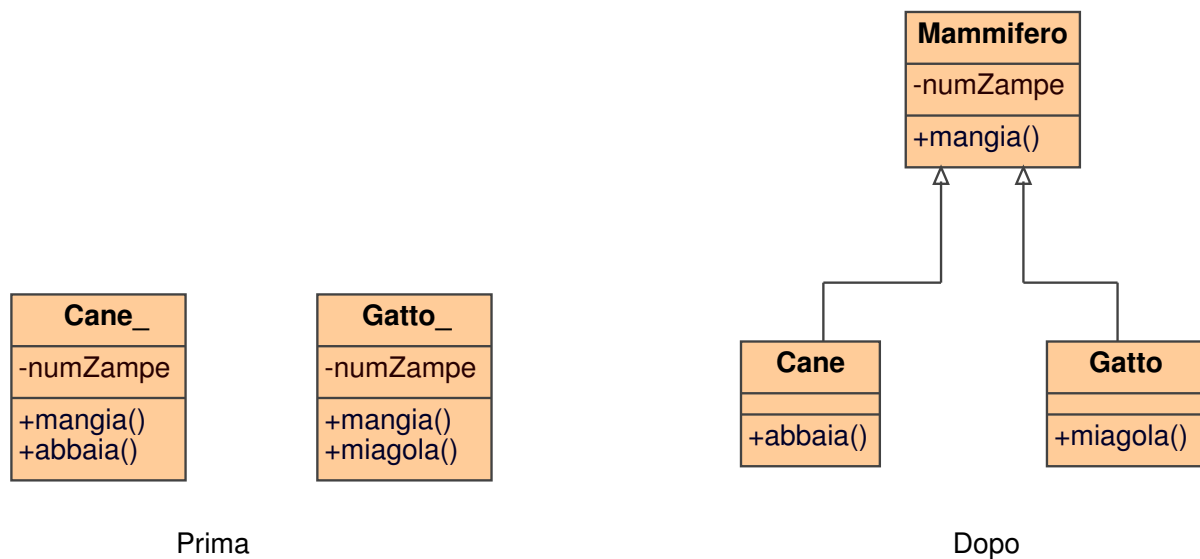 Mammifero
-numZampe
+mangia()
Cane_
-numZampe
+mangia()
+abbaia()
Gatto_
-numZampe
+mangia()
+miagola()
Cane
+abbaia()
Gatto
+miagola()
Prima
Dopo